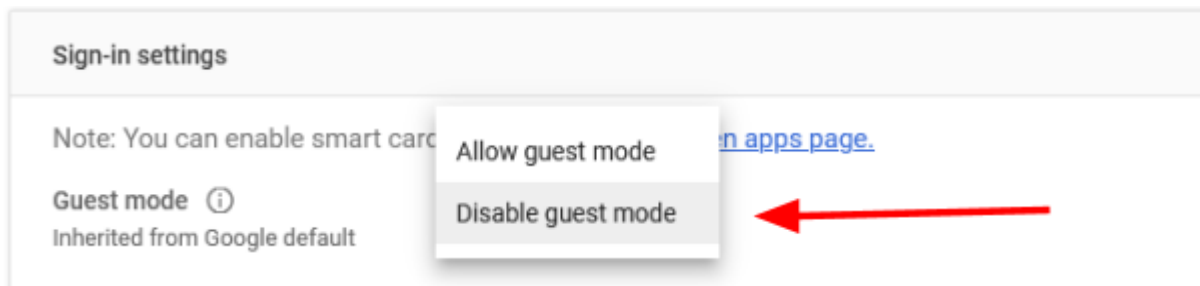 Sign-in settings
Note: You can enable smart card
n apps page.
Allow guest mode
Guest mode
Disable guest mode
Inherited from Google default